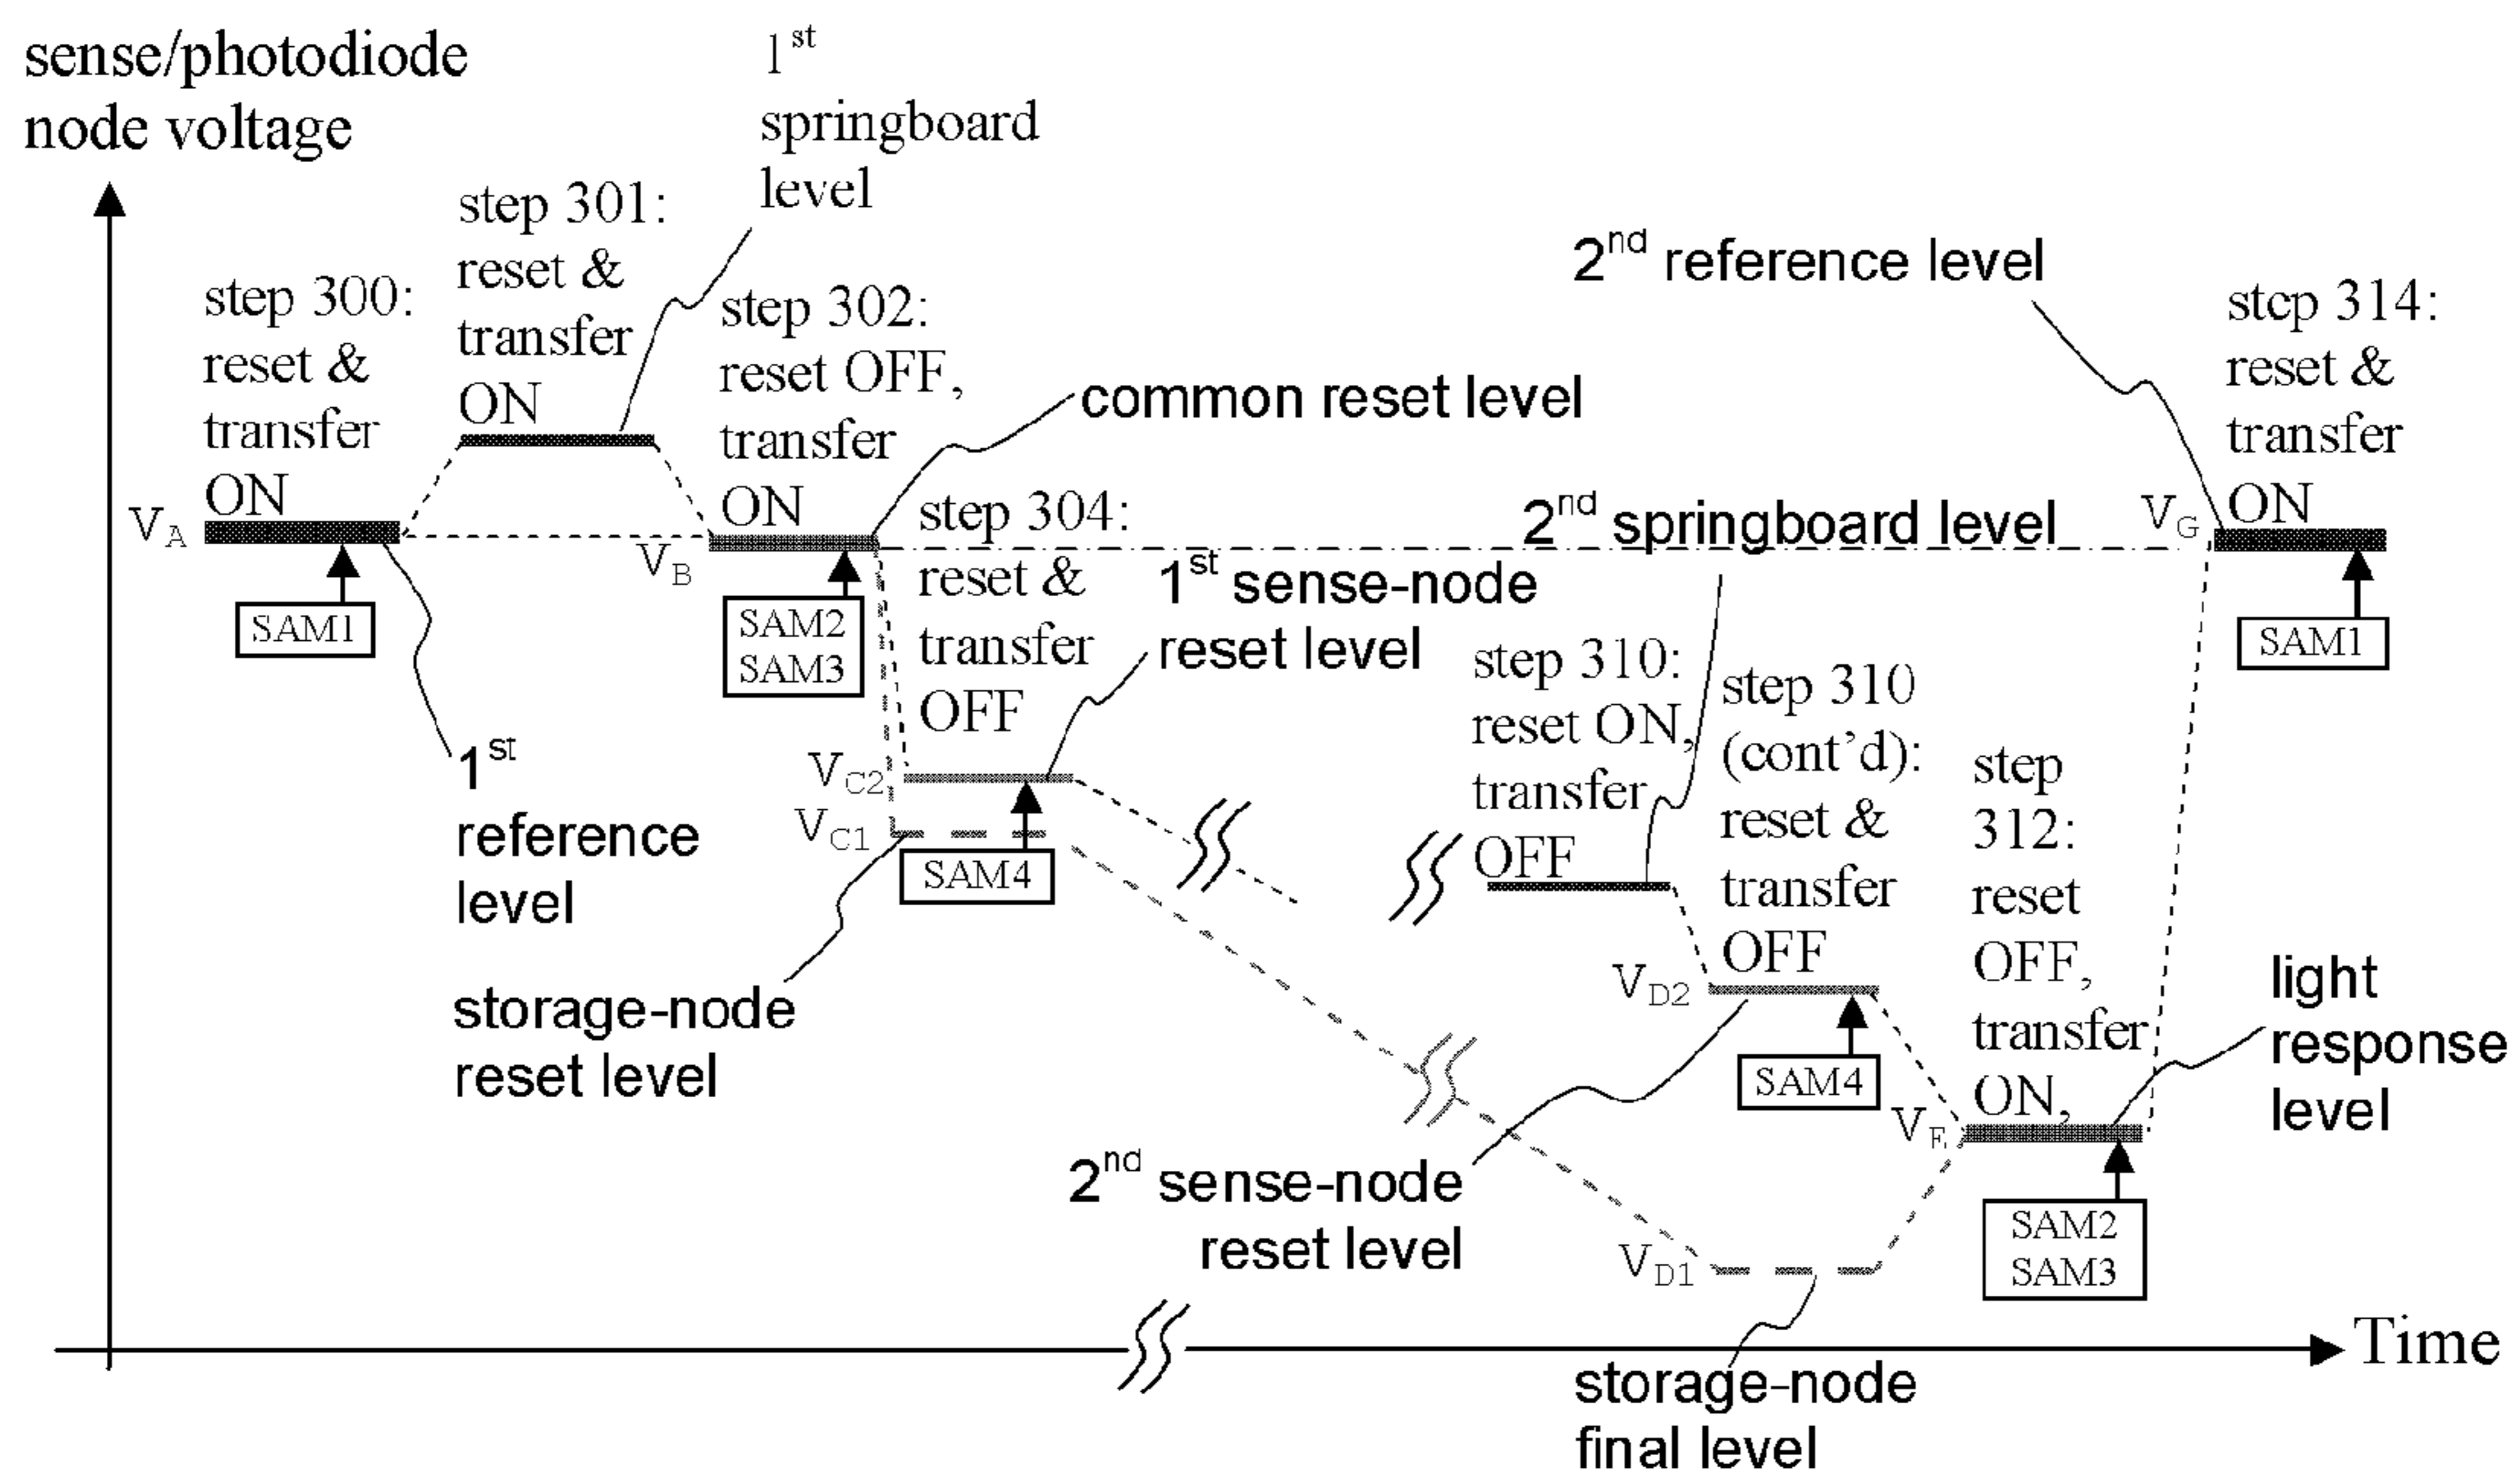 sense/photodiode
node voltage
1st
springboard
level
step 301:
reset &
transfer
ON
step 300:
reset &
transfer
ON
step 302:
reset OFF,
transfer
ON
common reset level
2nd reference level
stcp 314:
reset &
transfer
ON
VA
VB
VG
SAM1
SAM2
SAM3
step 304:
reset &
transfer
OFF
2nd springboard level
1st sense-node
reset level
SAM1
step 310:
reset ON,
transfer
OFF
step 310
(cont'd):
reset &
transfer
OFF
step
312:
reset
OFF,
transfer
ON,
1st
reference
level
VC2
VC1
SAM4
storage-node
reset level
VD2
SAM4
light
response
level
VE
2nd sense-node
reset level
VD1
SAM2
SAM3
Time
storage-node
final level